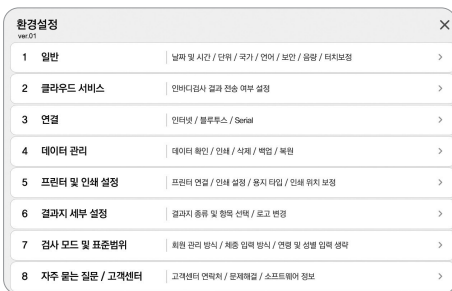 환경설정
ver.01
1 일반 날짜 및 시간 / 단위 / 국가 / 언어 / 보안 / 음량 / 터치보정
2 클라우드 서비스 인바디검사 결과 전송 여부 설정
3 연결 인터넷 / 블루투스 / Serial
4 데이터 관리 데이터 확인 / 인쇄 / 삭제 / 백업 / 복원
5 프린터 및 인쇄 설정 프린터 연결 / 인쇄 설정 / 용지 타입 / 인쇄 위치 보정
6 결과지 세부 설정 결과지 종류 및 항목 선택 / 로고 변경
7 검사 모드 및 표준범위 회원 관리 방식 / 체중 입력 방식 / 연령 및 성별 입력 생략
8 자주 묻는 질문 / 고객센터 고객센터 연락처 / 문제해결 / 소프트웨어 정보